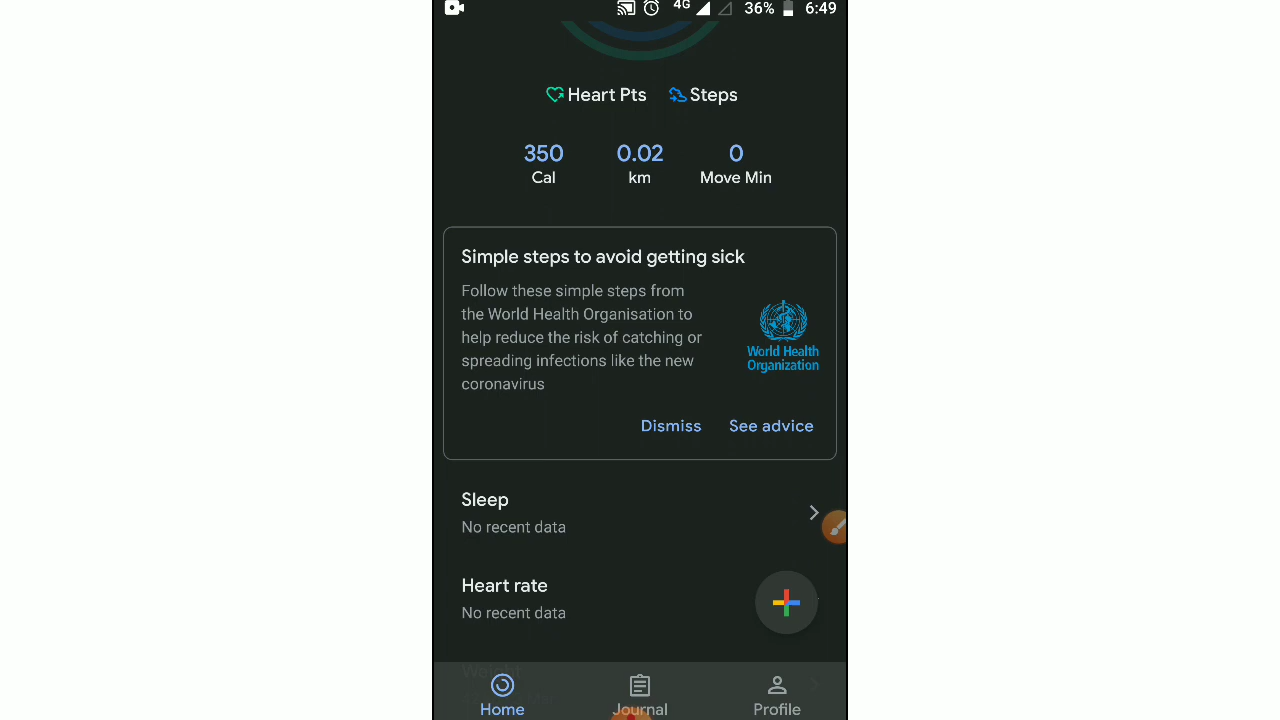 4G 36% 6:49
Heart Pts Steps
350 0.02 0
Cal km Move Min
Simple steps to avoid getting sick
Follow these simple steps from
the World Health Organisation to
help reduce the risk of catching or
spreading infections like the new
coronavirus
World Health
Organization
Dismiss See advice
Sleep
No recent data
Heart rate
No recent data
Weight
Home Journal Profile